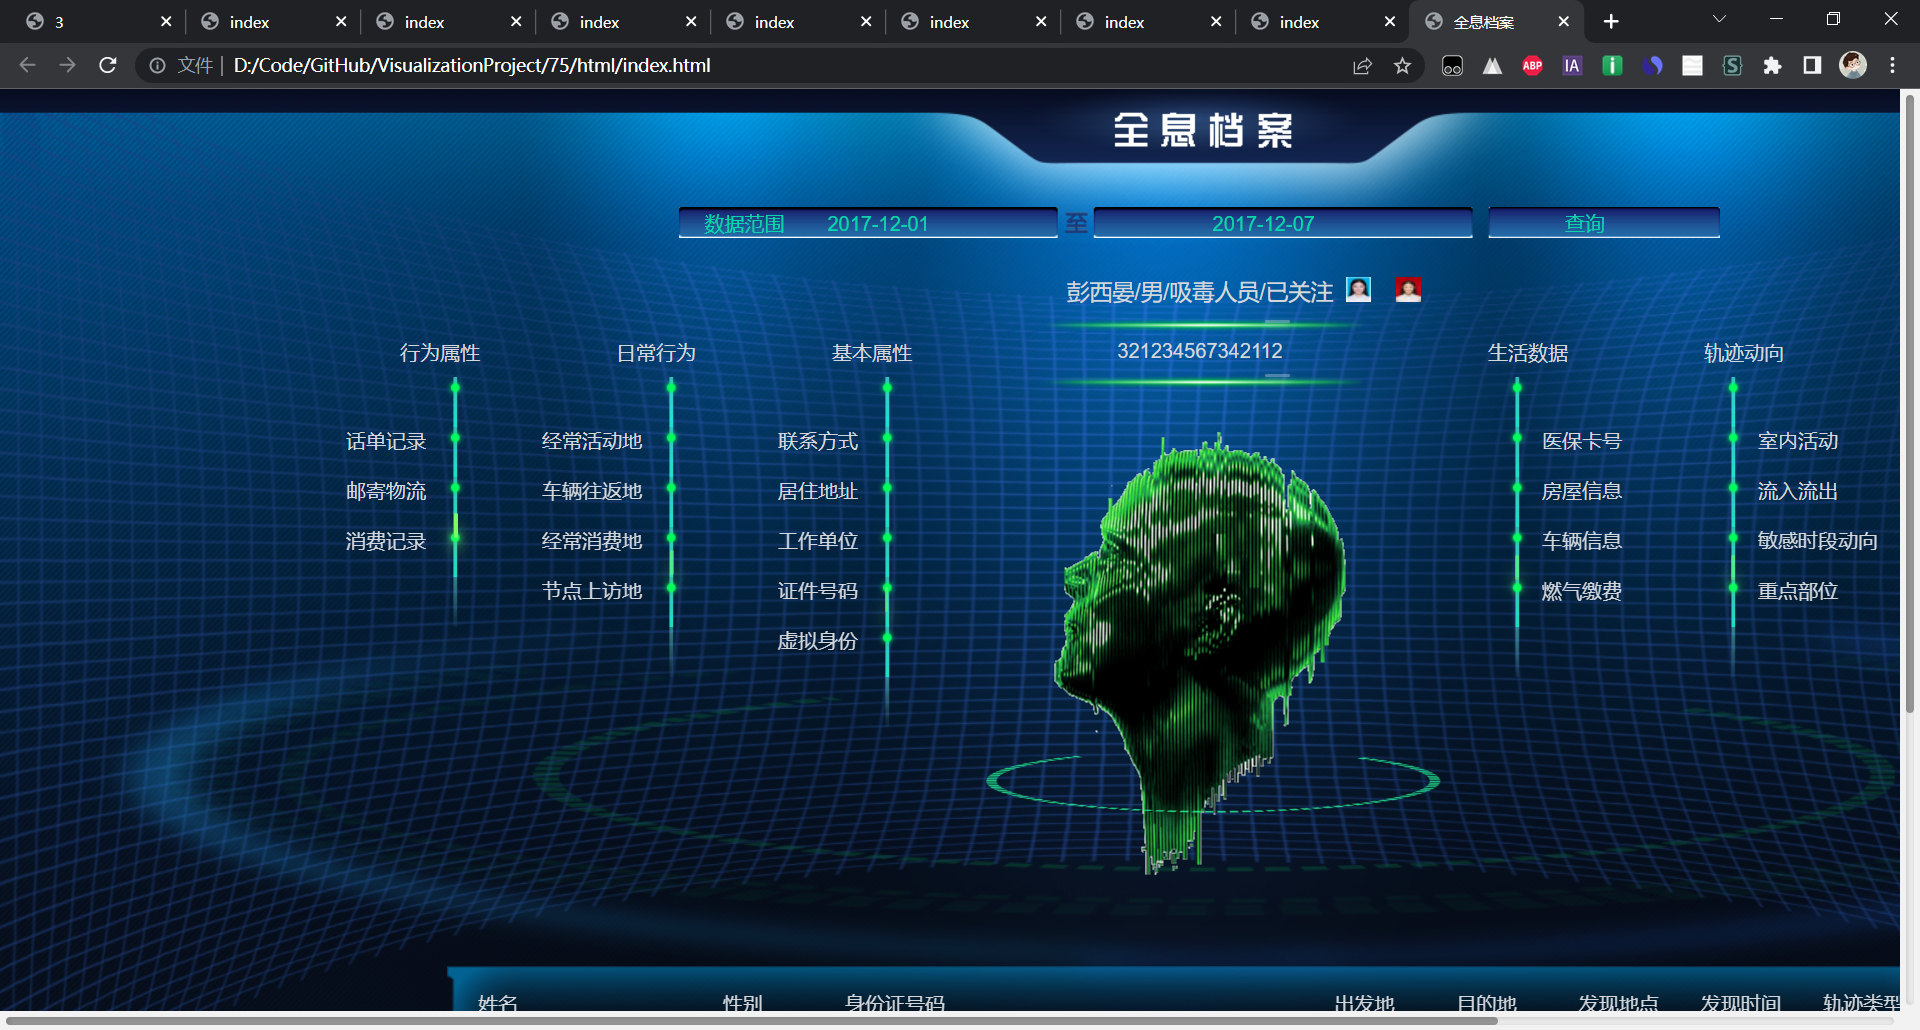 3 index index index index index index index 全息档案
文件 D:/Code/GitHub/VisualizationProject/75/html/index.html
ABP IA
全息档案
数据范围 2017-12-01 至 2017-12-07 查询
彭西晏/男/吸毒人员/已关注
321234567342112
行为属性 日常行为 基本属性 生活数据 轨迹动向
话单记录 经常活动地 联系方式 医保卡号 室内活动
邮寄物流 车辆往返地 居住地址 房屋信息 流入流出
消费记录 经常消费地 工作单位 车辆信息 敏感时段动向
节点上访地 证件号码 燃气缴费 重点部位
虚拟身份
姓名 性别 身份证号码 出发地 目的地 发现地点 发现时间 轨迹类型